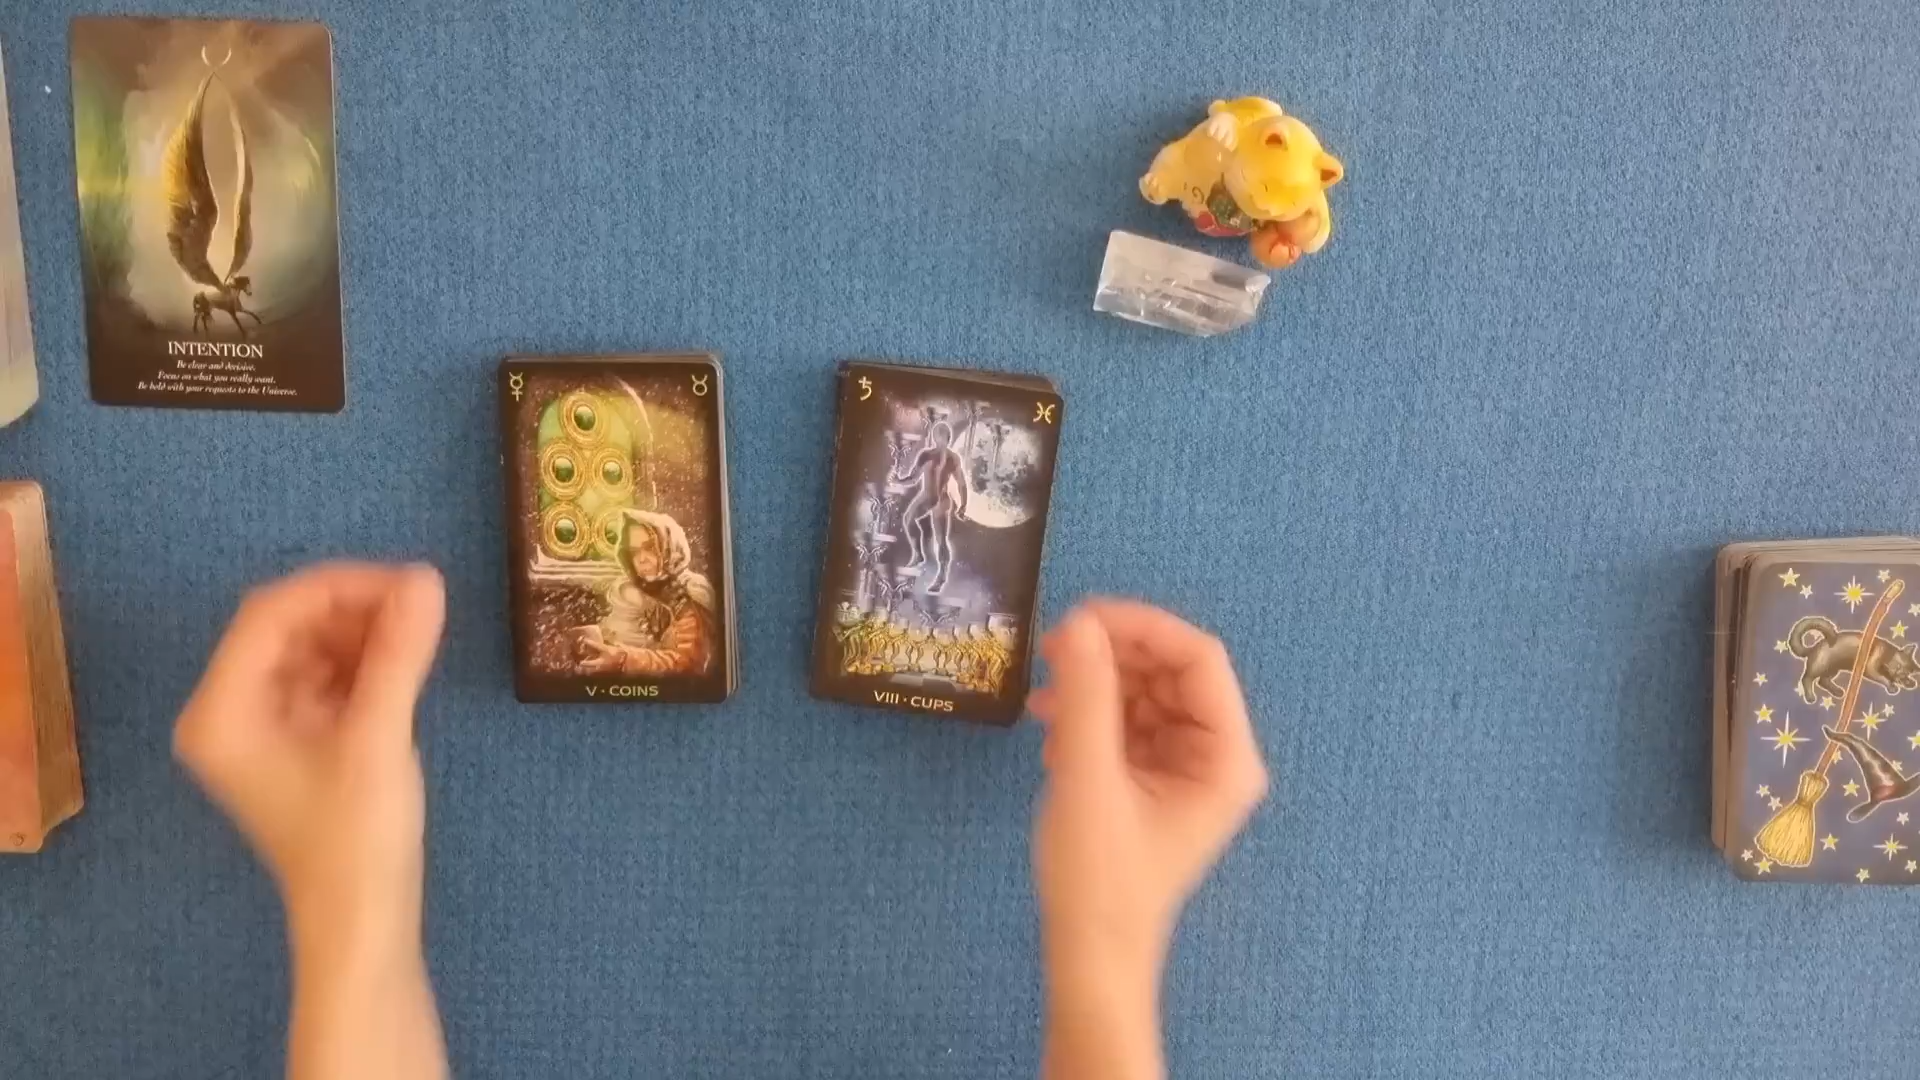 INTENTION
Be clear and decisive.
Focus on what you really want.
Be bold with your requests to the Universe.
V · COINS
VIII · CUPS